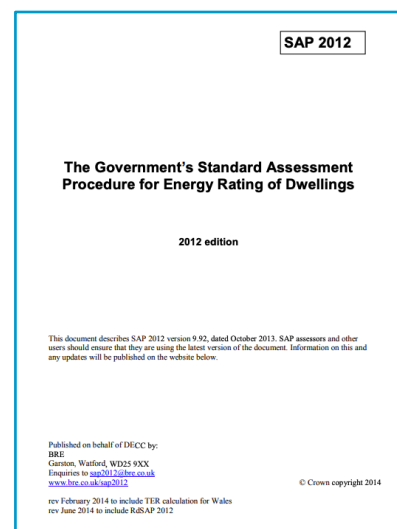 SAP 2012
The Government's Standard Assessment
Procedure for Energy Rating of Dwellings
2012 edition
This document describes SAP 2012 version 9.92, dated October 2013. SAP assessors and other
users should ensure that they are using the latest version of the document. Information on this and
any updates will be published on the website below.
Published on behalf of DECC by:
BRE
Garston, Watford, WD25 9XX
Enquiries to sap2012@bre.co.uk
www.bre.co.uk/sap2012
© Crown copyright 2014
rev February 2014 to include TER calculation for Wales
rev June 2014 to include RdSAP 2012